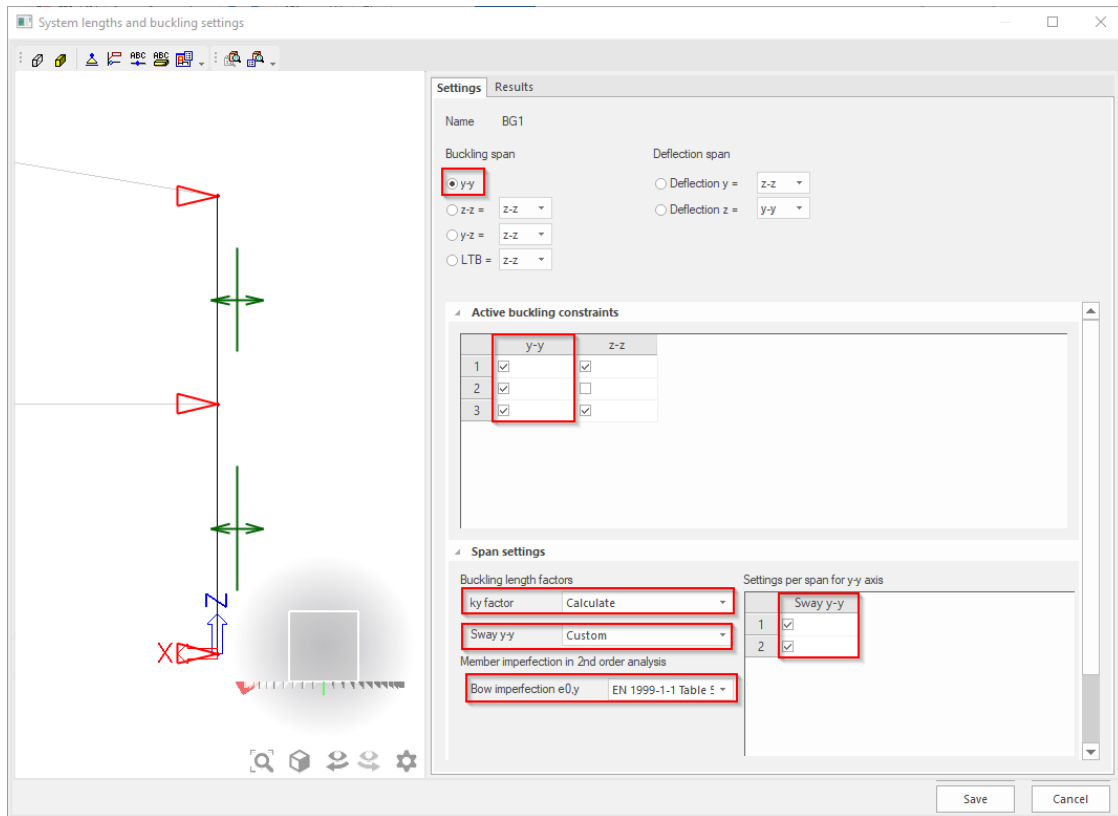 System lengths and buckling settings
ABC ABC
Settings Results
Name BG1
Buckling span Deflection span
y-y Deflection y = z-z
z-z = z-z Deflection z = y-y
y-z = z-z
LTB = z-z
Active buckling constraints
y-y z-z
1
2
3
Span settings
Buckling length factors Settings per span for y-y axis
ky factor Calculate Sway y-y
1
Sway y-y Custom
2
Member imperfection in 2nd order analysis
Bow imperfection e0,y EN 1999-1-1 Table
Z
X
Save Cancel